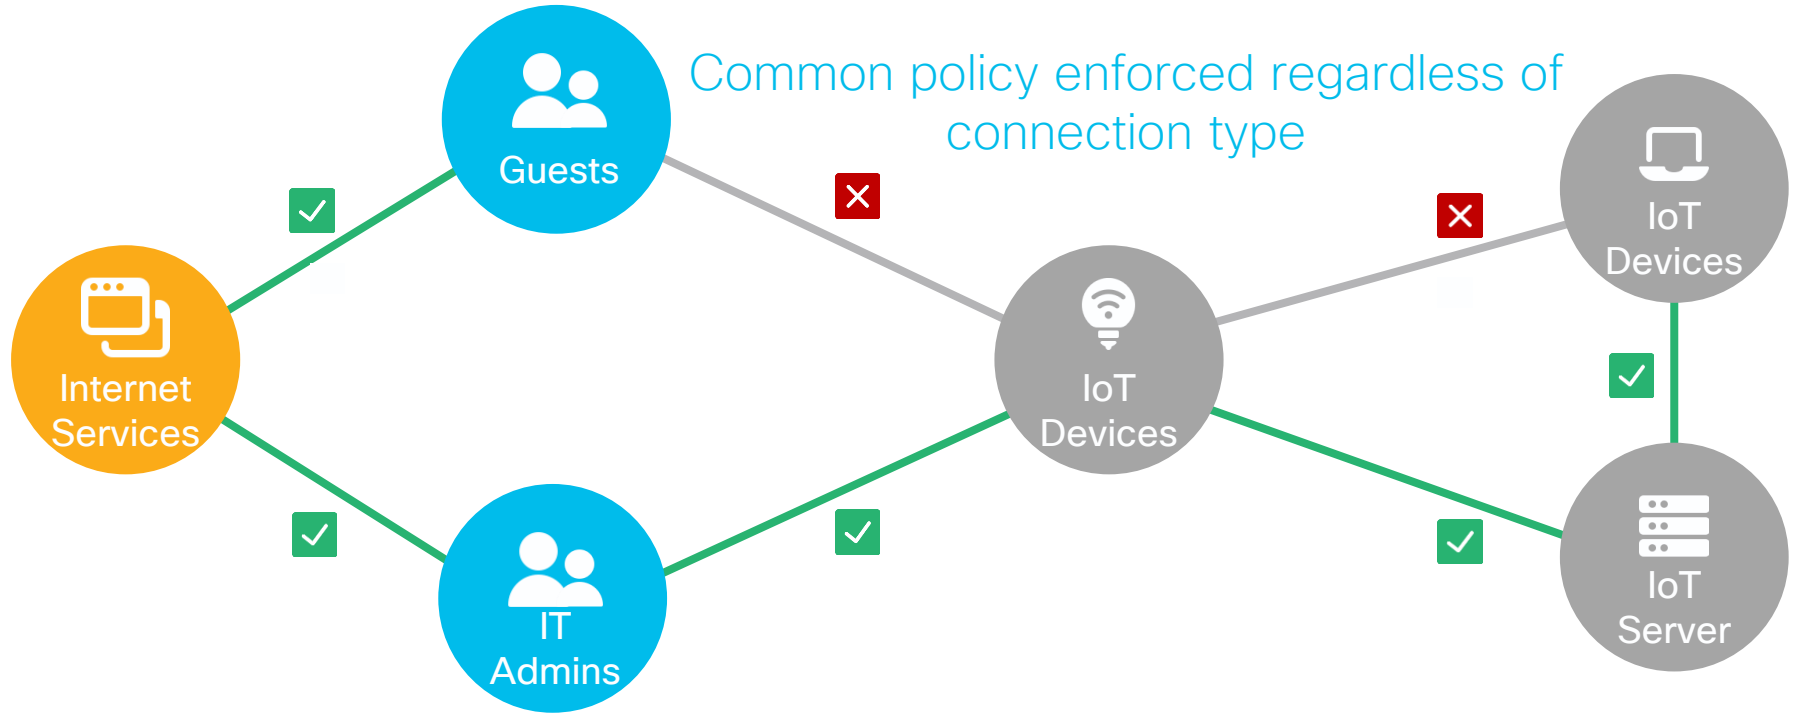 Common policy enforced regardless of
connection type
Guests
Internet
Services
IT
Admins
IoT
Devices
IoT
Devices
IoT
Server